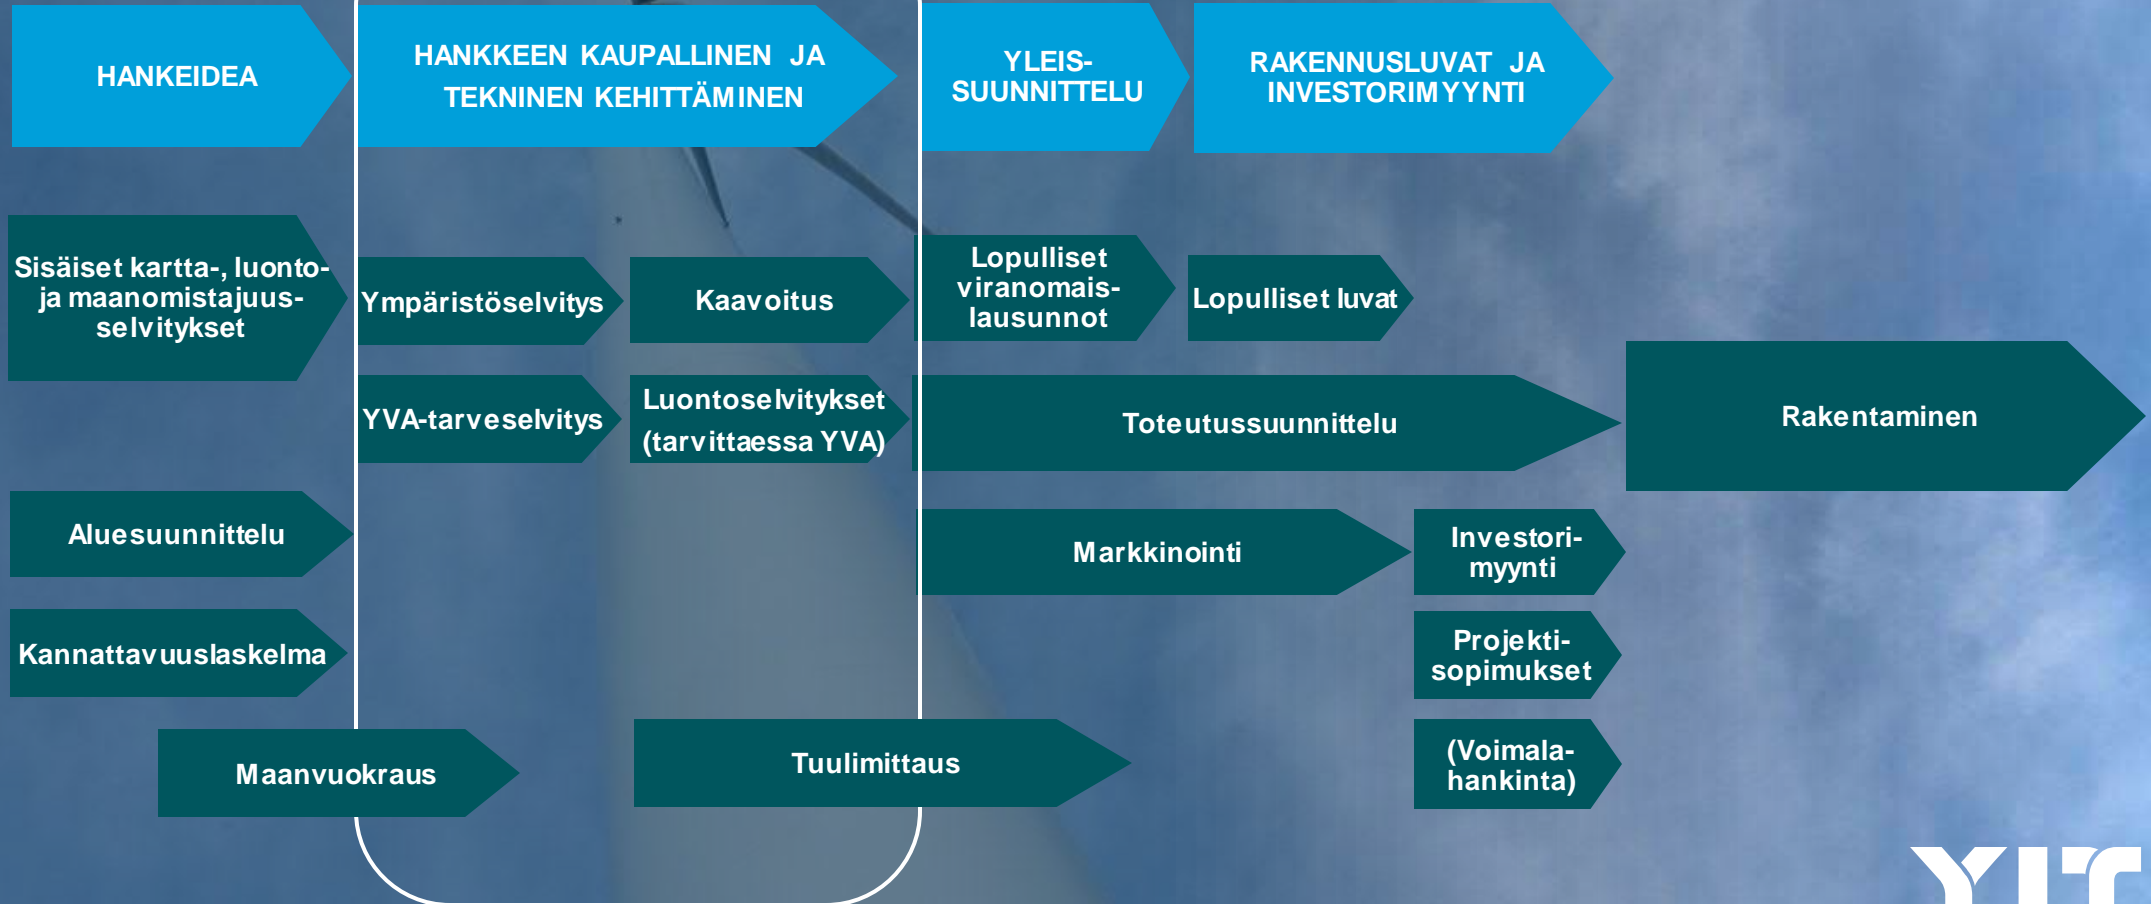 HANKEIDEA
HANKKEEN KAUPALLINEN JA
TEKNINEN KEHITTÄMINEN
YLEIS-
SUUNNITTELU
RAKENNUSLUVAT JA
INVESTORIMYYNTI
Sisäiset kartta-, luonto-
ja maanomistajuus-
selvitykset
Ympäristöselvitys
Kaavoitus
Lopulliset
viranomais-
lausunnot
Lopulliset luvat
YVA-tarveselvitys
Luontoselvitykset
(tarvittaessa YVA)
Toteutussuunnittelu
Rakentaminen
Aluesuunnittelu
Markkinointi
Investori-
myynti
Kannattavuuslaskelma
Projekti-
sopimukset
Maanvuokraus
Tuulimittaus
(Voimala-
hankinta)
YIT